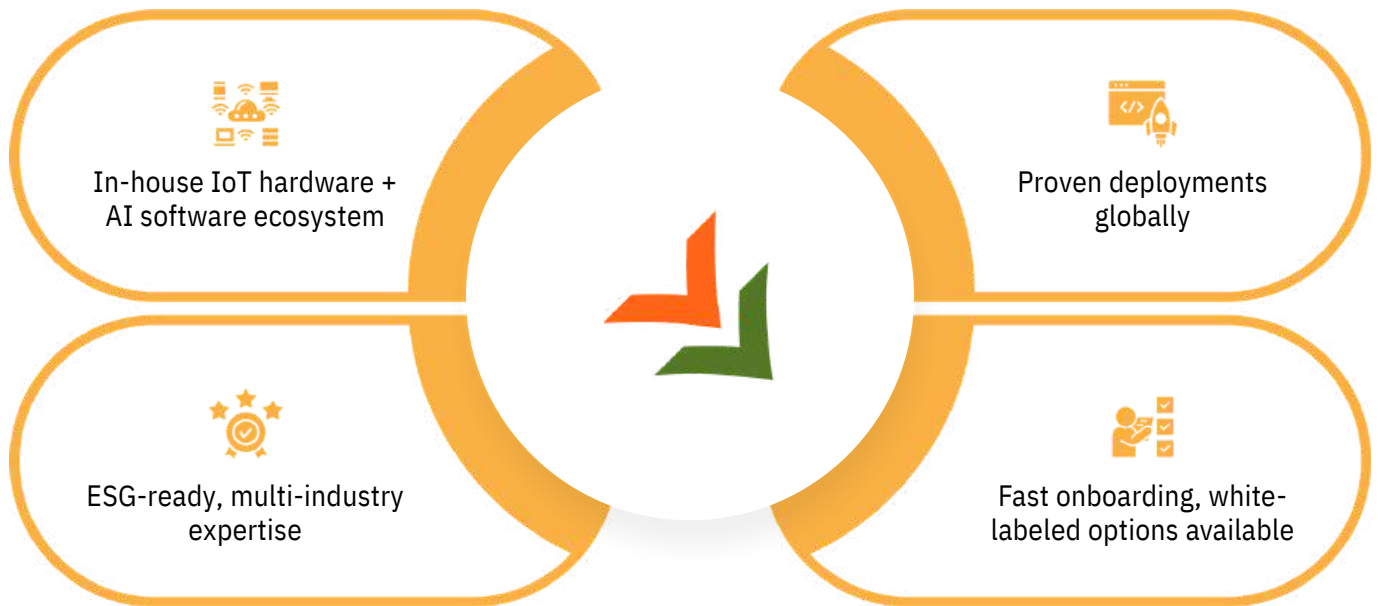 In-house IoT hardware +
AI software ecosystem
Proven deployments
globally
ESG-ready, multi-industry
expertise
Fast onboarding, white-
labeled options available